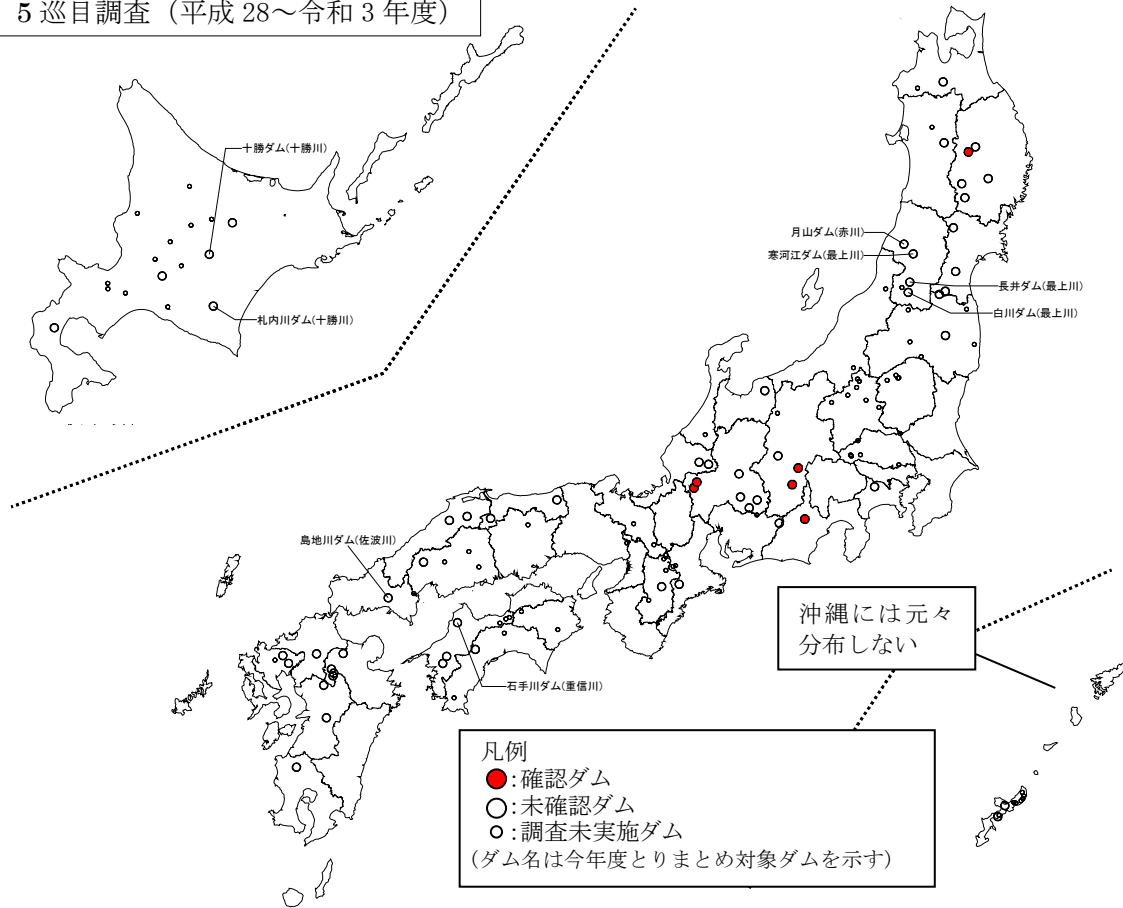 5 巡目調査（平成 28～令和 3 年度）
十勝ダム(十勝川)
札内川ダム(十勝川)
月山ダム(赤川)
寒河江ダム(最上川)
長井ダム(最上川)
白川ダム(最上川)
島地川ダム(佐波川)
石手川ダム(重信川)
沖縄には元々
分布しない
凡例
:確認ダム
:未確認ダム
:調査未実施ダム
(ダム名は今年度とりまとめ対象ダムを示す)